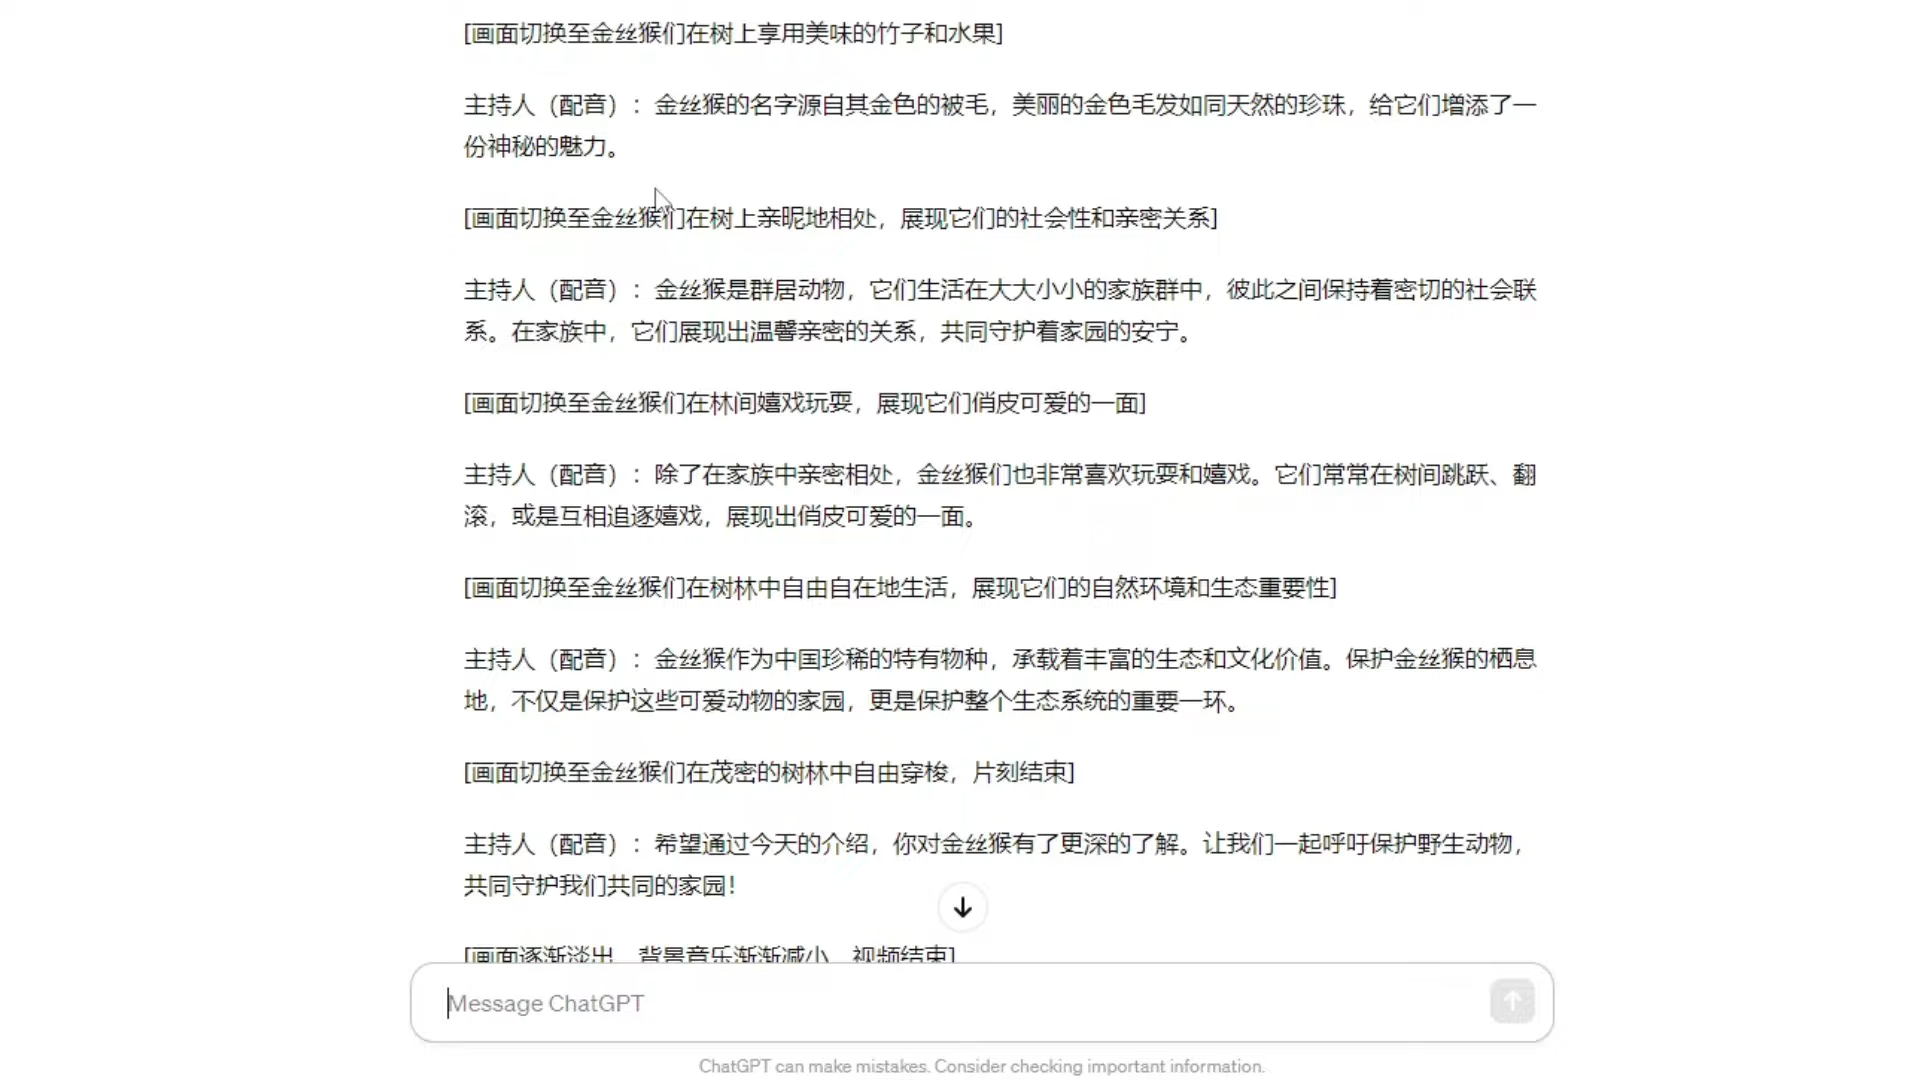 [画面切换至金丝猴们在树上享用美味的竹子和水果]
主持人（配音）：金丝猴的名字源自其金色的被毛，美丽的金色毛发如同天然的珍珠，给它们增添了一
份神秘的魅力。
[画面切换至金丝猴们在树上亲昵地相处，展现它们的社会性和亲密关系]
主持人（配音）：金丝猴是群居动物，它们生活在大大小小的家族群中，彼此之间保持着密切的社会联
系。在家族中，它们展现出温馨亲密的关系，共同守护着家园的安宁。
[画面切换至金丝猴们在林间嬉戏玩耍，展现它们俏皮可爱的一面]
主持人（配音）：除了在家族中亲密相处，金丝猴们也非常喜欢玩耍和嬉戏。它们常常在树间跳跃、翻
滚，或是互相追逐嬉戏，展现出俏皮可爱的一面。
[画面切换至金丝猴们在树林中自由自在地生活，展现它们的自然环境和生态重要性]
主持人（配音）：金丝猴作为中国珍稀的特有物种，承载着丰富的生态和文化价值。保护金丝猴的栖息
地，不仅是保护这些可爱动物的家园，更是保护整个生态系统的重要一环。
[画面切换至金丝猴们在茂密的树林中自由穿梭，片刻结束]
主持人（配音）：希望通过今天的介绍，你对金丝猴有了更深的了解。让我们一起呼吁保护野生动物，
共同守护我们共同的家园！
[画面逐渐淡出，背景音乐渐渐减小，视频结束]
Message ChatGPT
ChatGPT can make mistakes. Consider checking important information.